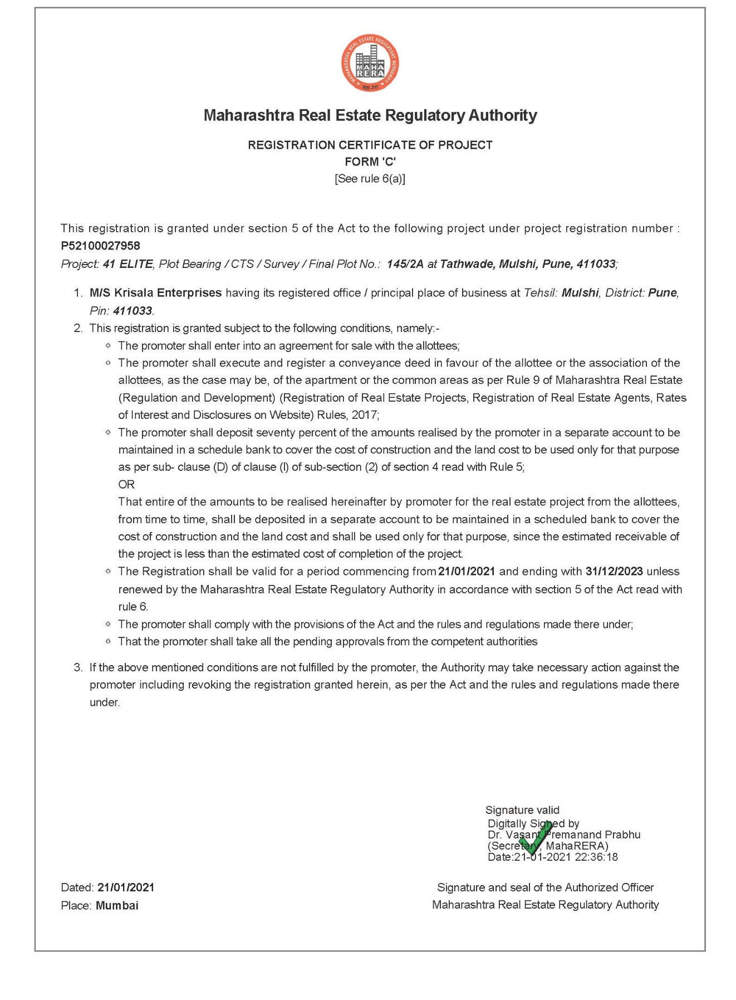 MAHARASHTRA REAL ESTATE REGULATORY AUTHORITY
MAHA
RERA
महा-रेरा
Maharashtra Real Estate Regulatory Authority
REGISTRATION CERTIFICATE OF PROJECT
FORM 'C'
[See rule 6(a)]
This registration is granted under section 5 of the Act to the following project under project registration number :
P52100027958
Project: 41 ELITE, Plot Bearing / CTS / Survey / Final Plot No.: 145/2A at Tathwade, Mulshi, Pune, 411033;
1. M/S Krisala Enterprises having its registered office / principal place of business at Tehsil: Mulshi, District: Pune,
Pin: 411033.
2. This registration is granted subject to the following conditions, namely:-
The promoter shall enter into an agreement for sale with the allottees;
The promoter shall execute and register a conveyance deed in favour of the allottee or the association of the
allottees, as the case may be, of the apartment or the common areas as per Rule 9 of Maharashtra Real Estate
(Regulation and Development) (Registration of Real Estate Projects, Registration of Real Estate Agents, Rates
of Interest and Disclosures on Website) Rules, 2017;
The promoter shall deposit seventy percent of the amounts realised by the promoter in a separate account to be
maintained in a schedule bank to cover the cost of construction and the land cost to be used only for that purpose
as per sub- clause (D) of clause (l) of sub-section (2) of section 4 read with Rule 5;
OR
That entire of the amounts to be realised hereinafter by promoter for the real estate project from the allottees,
from time to time, shall be deposited in a separate account to be maintained in a scheduled bank to cover the
cost of construction and the land cost and shall be used only for that purpose, since the estimated receivable of
the project is less than the estimated cost of completion of the project.
The Registration shall be valid for a period commencing from 21/01/2021 and ending with 31/12/2023 unless
renewed by the Maharashtra Real Estate Regulatory Authority in accordance with section 5 of the Act read with
rule 6.
The promoter shall comply with the provisions of the Act and the rules and regulations made there under;
That the promoter shall take all the pending approvals from the competent authorities
3. If the above mentioned conditions are not fulfilled by the promoter, the Authority may take necessary action against the
promoter including revoking the registration granted herein, as per the Act and the rules and regulations made there
under.
Signature valid
Digitally Signed by
Dr. Vasant Premanand Prabhu
(Secretary, MahaRERA)
Date:21-01-2021 22:36:18
Dated: 21/01/2021
Place: Mumbai
Signature and seal of the Authorized Officer
Maharashtra Real Estate Regulatory Authority